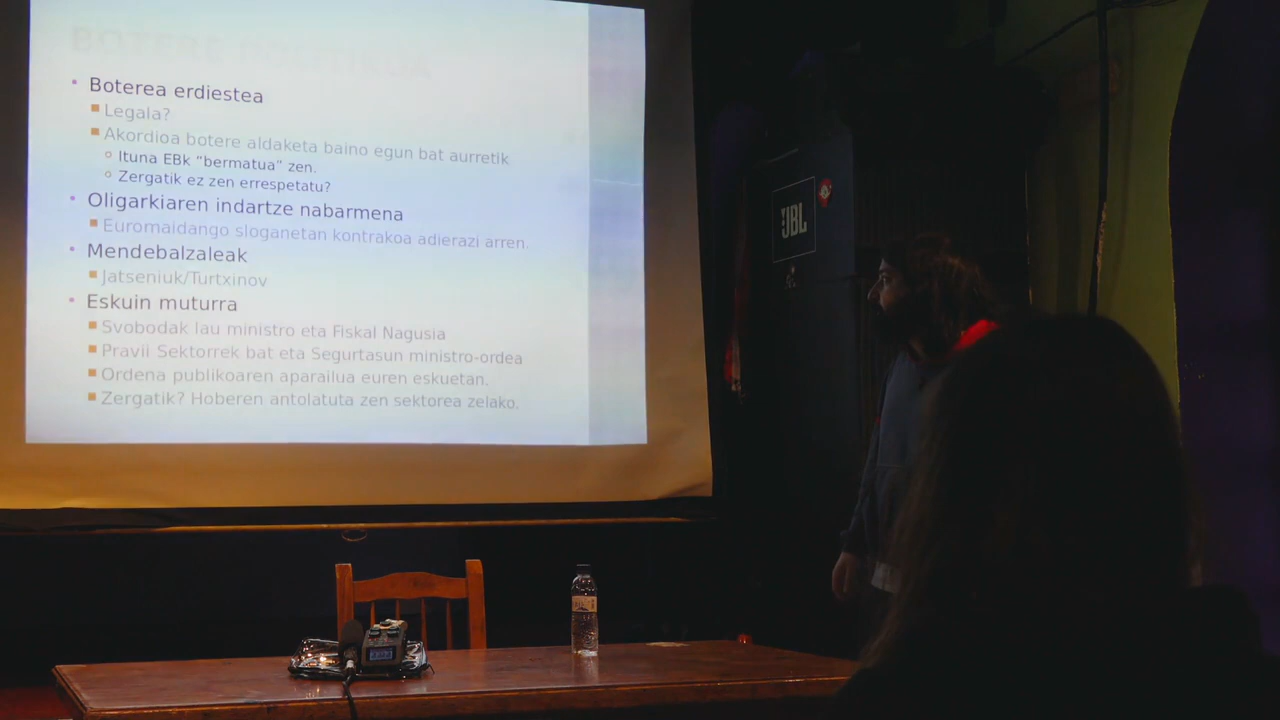 BOTERE POLITIKOA
• Boterea erdiestea
Legala?
Akordioa botere aldaketa baino egun bat aurretik
Ituna EBk "bermatua" zen.
Zergatik ez zen errespetatu?
• Oligarkiaren indartze nabarmena
Euromaidango sloganetan kontrakoa adierazi arren.
• Mendebalzaleak
Jatseniuk/Turtxinov
• Eskuin muturra
Svobodak lau ministro eta Fiskal Nagusia
Pravii Sektorrek bat eta Segurtasun ministro-ordea
Ordena publikoaren aparailua euren eskuetan.
Zergatik? Hoberen antolatuta zen sektorea zelako.
JBL